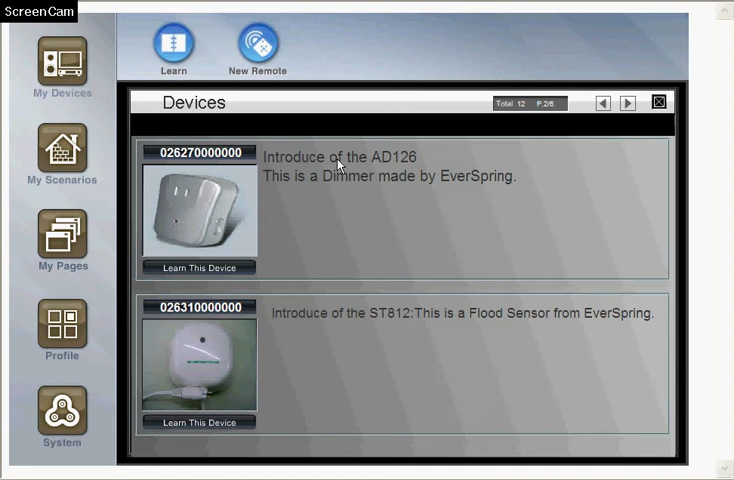 ScreenCam
My Devices
My Scenarios
My Pages
Profile
System
Learn
New Remote
Devices
Total 12 P.2/6
026270000000
Introduce of the AD126
This is a Dimmer made by EverSpring.
Learn This Device
026310000000
Introduce of the ST812:This is a Flood Sensor from EverSpring.
Learn This Device